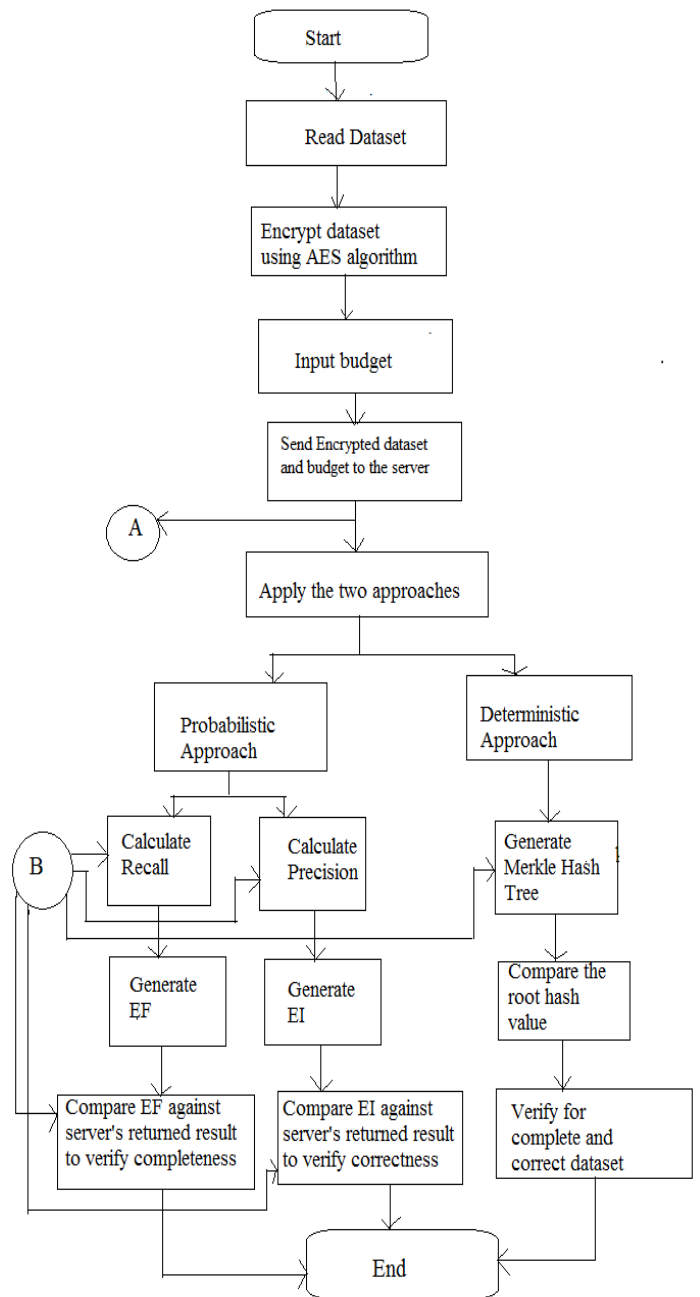 Start
Read Dataset
Encrypt dataset
using AES algorithm
Input budget
Send Encrypted dataset
and budget to the server
A
Apply the two approaches
Probabilistic
Approach
Deterministic
Approach
B
Calculate
Recall
Calculate
Precision
Generate
Merkle Hash
Tree
Generate
EF
Generate
EI
Compare the
root hash
value
Compare EF against
server's returned result
to verify completeness
Compare EI against
server's returned result
to verify correctness
Verify for
complete and
correct dataset
End